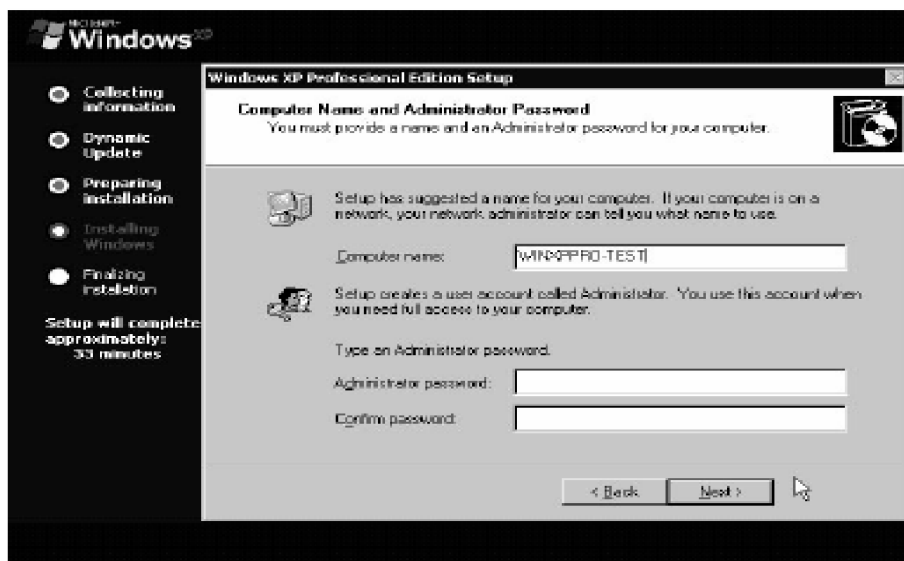 Microsoft
Windows xp
Collecting
information
Dynamic
Update
Preparing
installation
Installing
Windows
Finalizing
installation
Setup will complete
approximately:
33 minutes
Windows XP Professional Edition Setup
Computer Name and Administrator Password
You must provide a name and an Administrator password for your computer.
Setup has suggested a name for your computer. If your computer is on a
network, your network administrator can tell you what name to use.
Computer name:
WINXPPRO-TEST
Setup creates a user account called Administrator. You use this account when
you need full access to your computer.
Type an Administrator password.
Administrator password:
Confirm password:
< Back
Next >